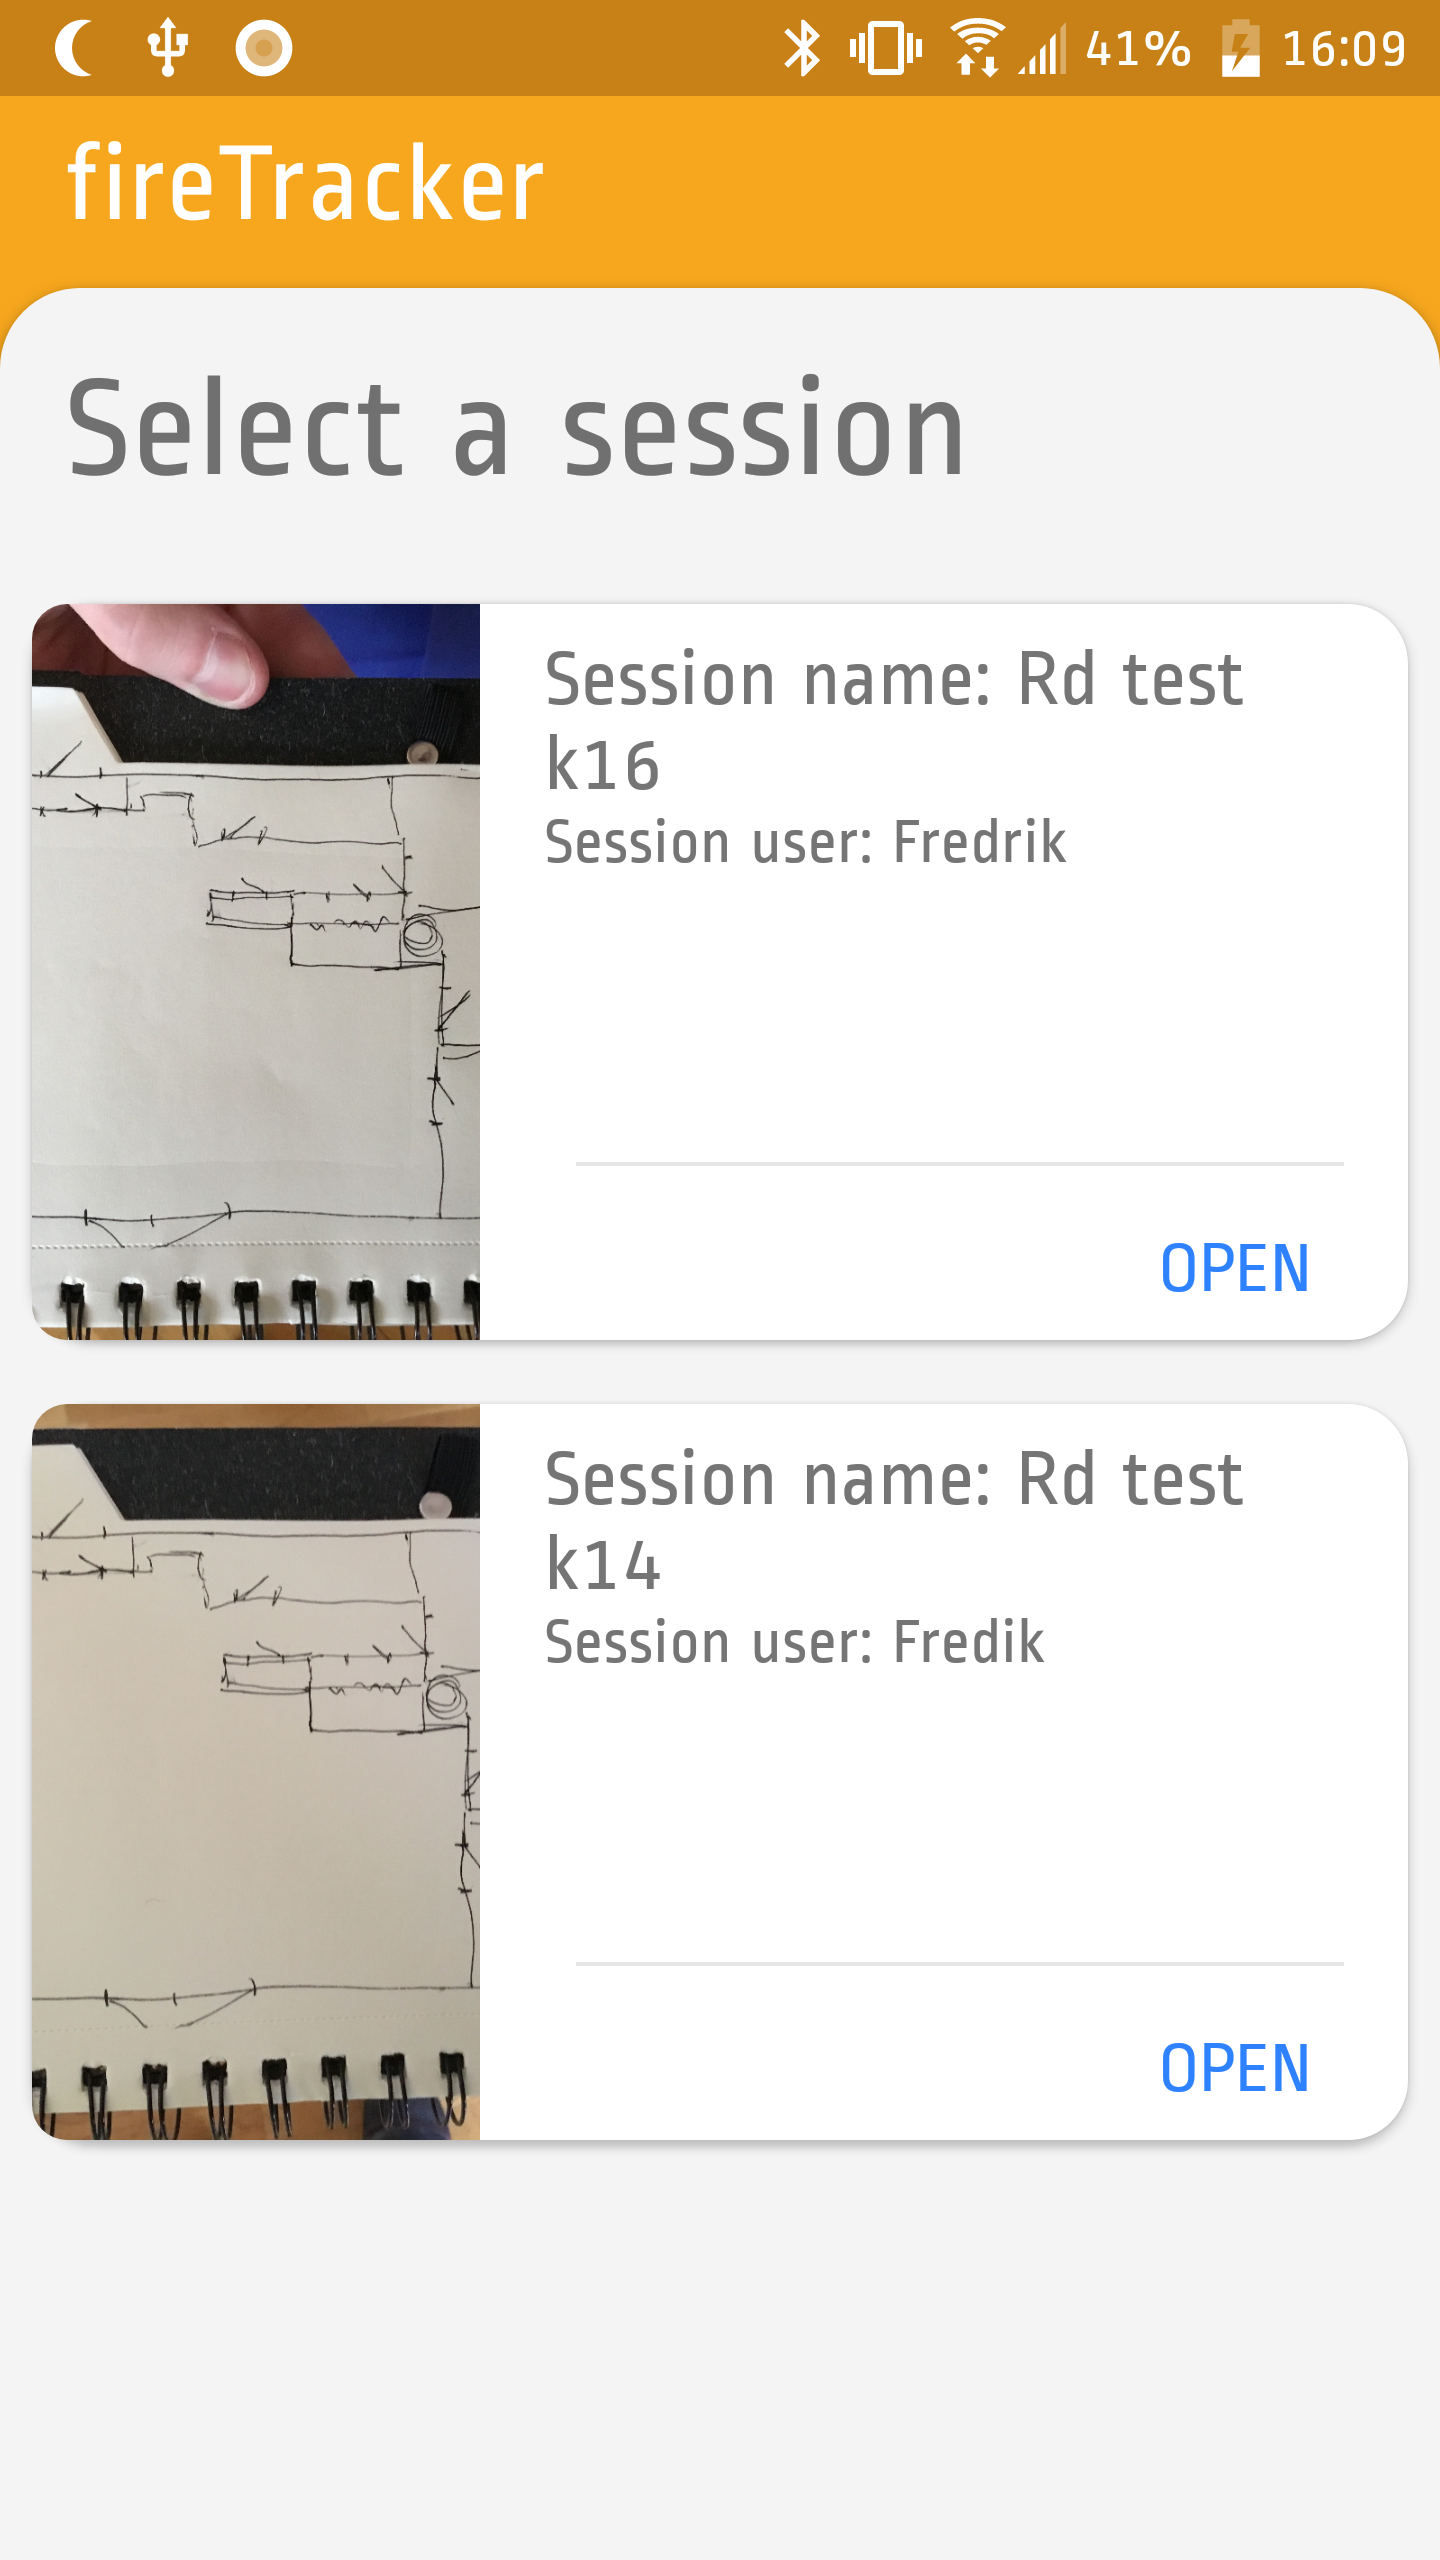 41% 16:09
fireTracker
Select a session
Session name: Rd test
k16
Session user: Fredrik
OPEN
Session name: Rd test
k14
Session user: Fredik
OPEN